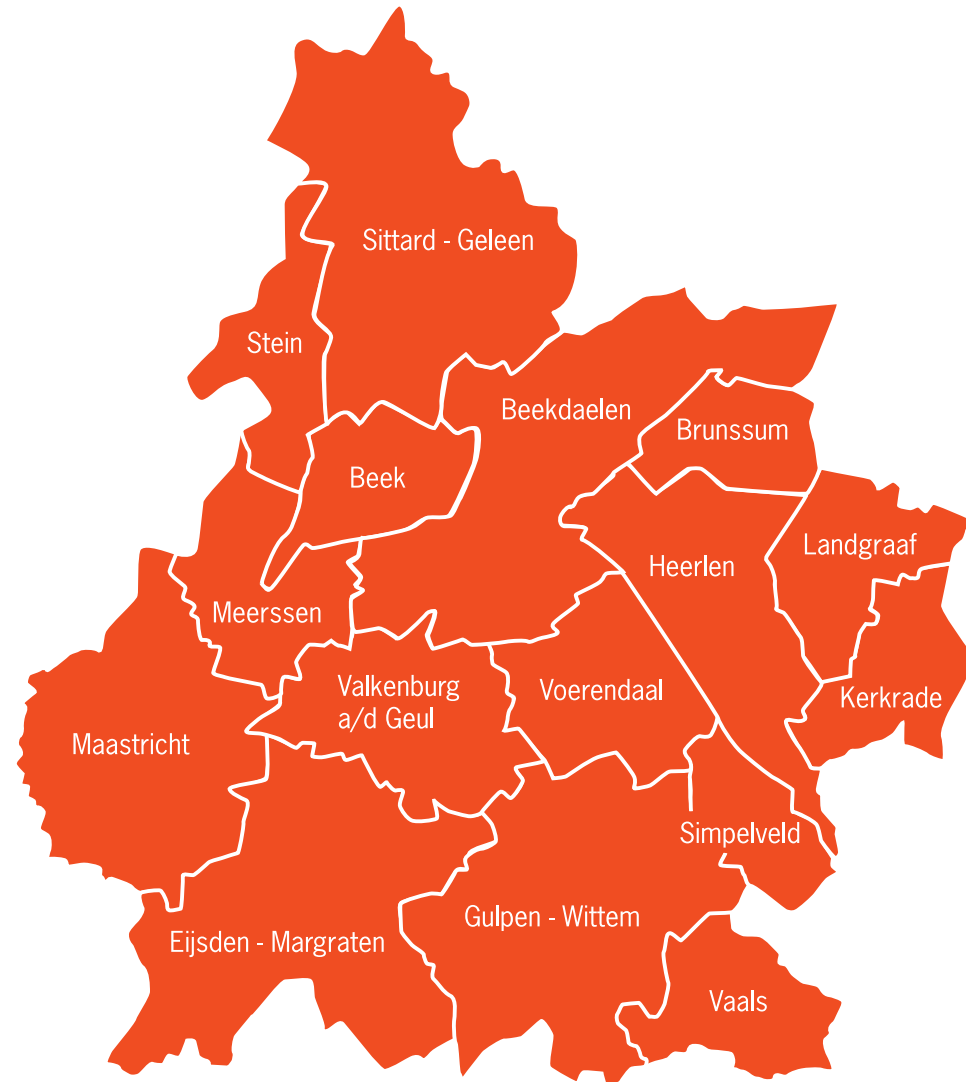 Sittard - Geleen
Stein
Beekdaelen
Brunssum
Beek
Landgraaf
Heerlen
Meerssen
Valkenburg
a/d Geul
Voerendaal
Kerkrade
Maastricht
Simpelveld
Gulpen - Wittem
Eijsden - Margraten
Vaals